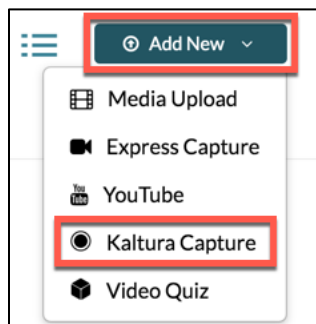 Add New
Media Upload
Express Capture
You
Tube
YouTube
Kaltura Capture
Video Quiz